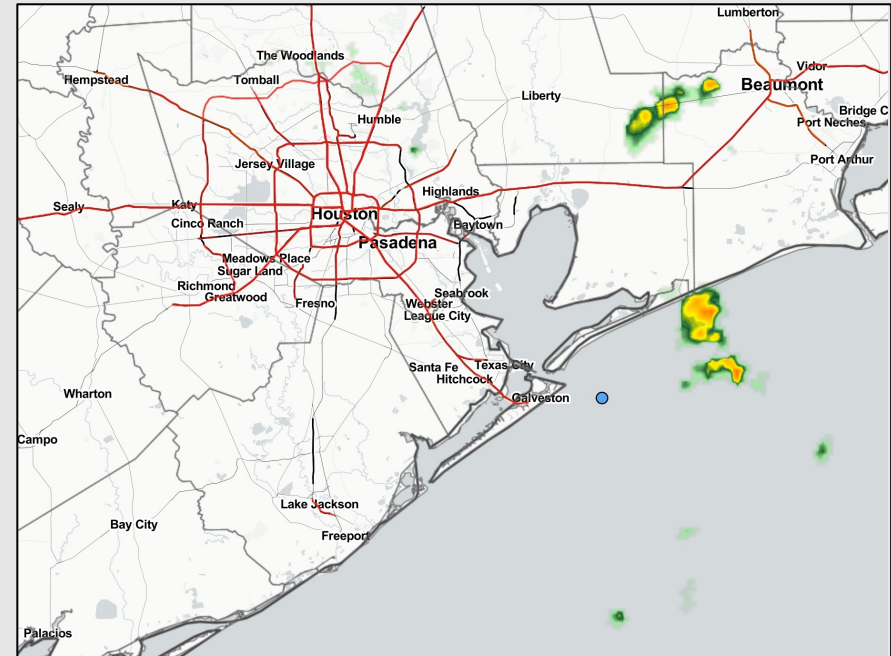 Lumberton
The Woodlands
Vidor
Hempstead
Tomball
Beaumont
Liberty
Bridge C
Humble
Port Neches
Port Arthur
Jersey Village
Highlands
Sealy
Katy
Houston
Cinco Ranch
Baytown
Pasadena
Meadows Place
Sugar Land
Richmond
Seabrook
Greatwood
Fresno
Webster
League City
Santa Fe
Texas City
Hitchcock
Wharton
Galveston
Campo
Lake Jackson
Bay City
Freeport
Palacios